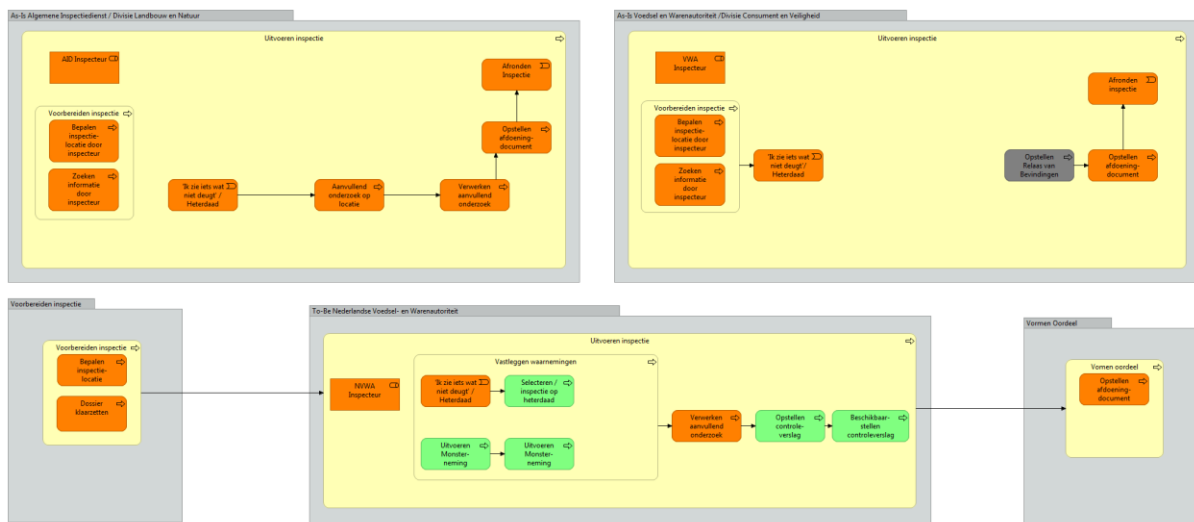 As-Is Algemene Inspectiedienst / Divisie Landbouw en Natuur
Uitvoeren inspectie
AID Inspecteur
Voorbereiden inspectie
Bepalen
inspectie-
locatie door
inspecteur
Zoeken
informatie
door
inspecteur
'Ik zie iets wat
niet deugt' /
Heterdaad
Aanvullend
onderzoek op
locatie
Verwerken
aanvullend
onderzoek
Opstellen
afdoening-
document
Afronden
Inspectie
As-Is Voedsel en Warenautoriteit /Divisie Consument en Veiligheid
Uitvoeren inspectie
VWA
Inspecteur
Voorbereiden inspectie
Bepalen
inspectie-
locatie door
inspecteur
Zoeken
informatie
door
inspecteur
'Ik zie iets wat
niet deugt' /
Heterdaad
Opstellen
Relaas van
Bevindingen
Opstellen
afdoening-
document
Afronden
inspectie
Voorbereiden inspectie
Voorbereiden inspectie
Bepalen
inspectie-
locatie
Dossier
klaarzetten
To-Be Nederlandse Voedsel- en Warenautoriteit
Uitvoeren inspectie
NVWA
Inspecteur
Vastleggen waarnemingen
'Ik zie iets wat
niet deugt' /
Heterdaad
Selecteren /
inspectie op
heterdaad
Uitvoeren
Monster-
neming
Uitvoeren
Monster-
neming
Verwerken
aanvullend
onderzoek
Opstellen
controle-
verslag
Beschikbaar-
stellen
controleverslag
Vormen Oordeel
Vormen oordeel
Opstellen
afdoening-
document